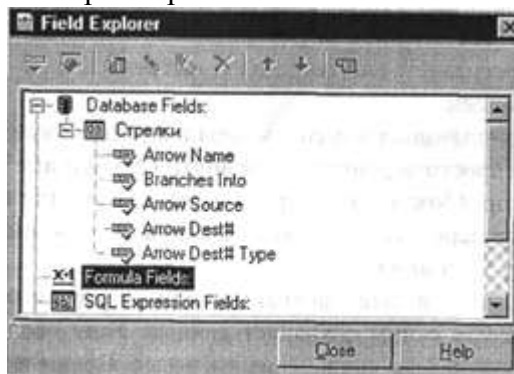 Field Explorer
Database Fields:
Стрелки
Arrow Name
Branches Into
Arrow Source
Arrow Dest#
Arrow Dest# Type
Formula Fields:
SQL Expression Fields:
Close
Help